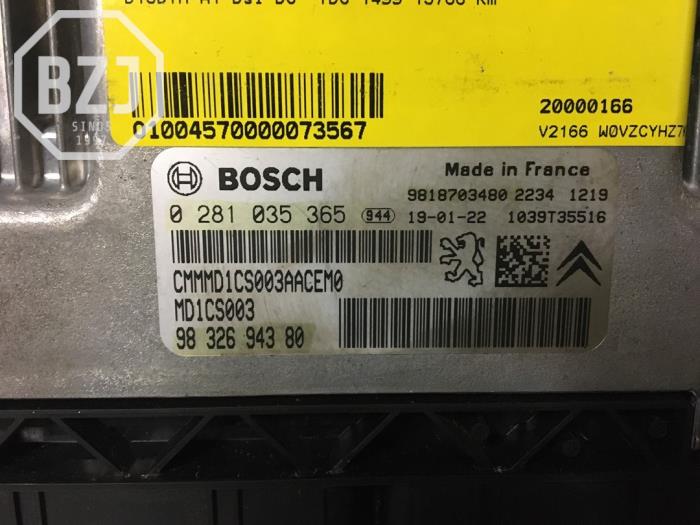 BZJ
SINDS
01004570000073567
20000166
V2166 W0VZCYHZ7
BOSCH
Made in France
9818703480 2234 1219
0 281 035 365 944 19-01-22 1039T35516
CMMMD1CS003AACEM0
MD1CS003
98 326 943 80